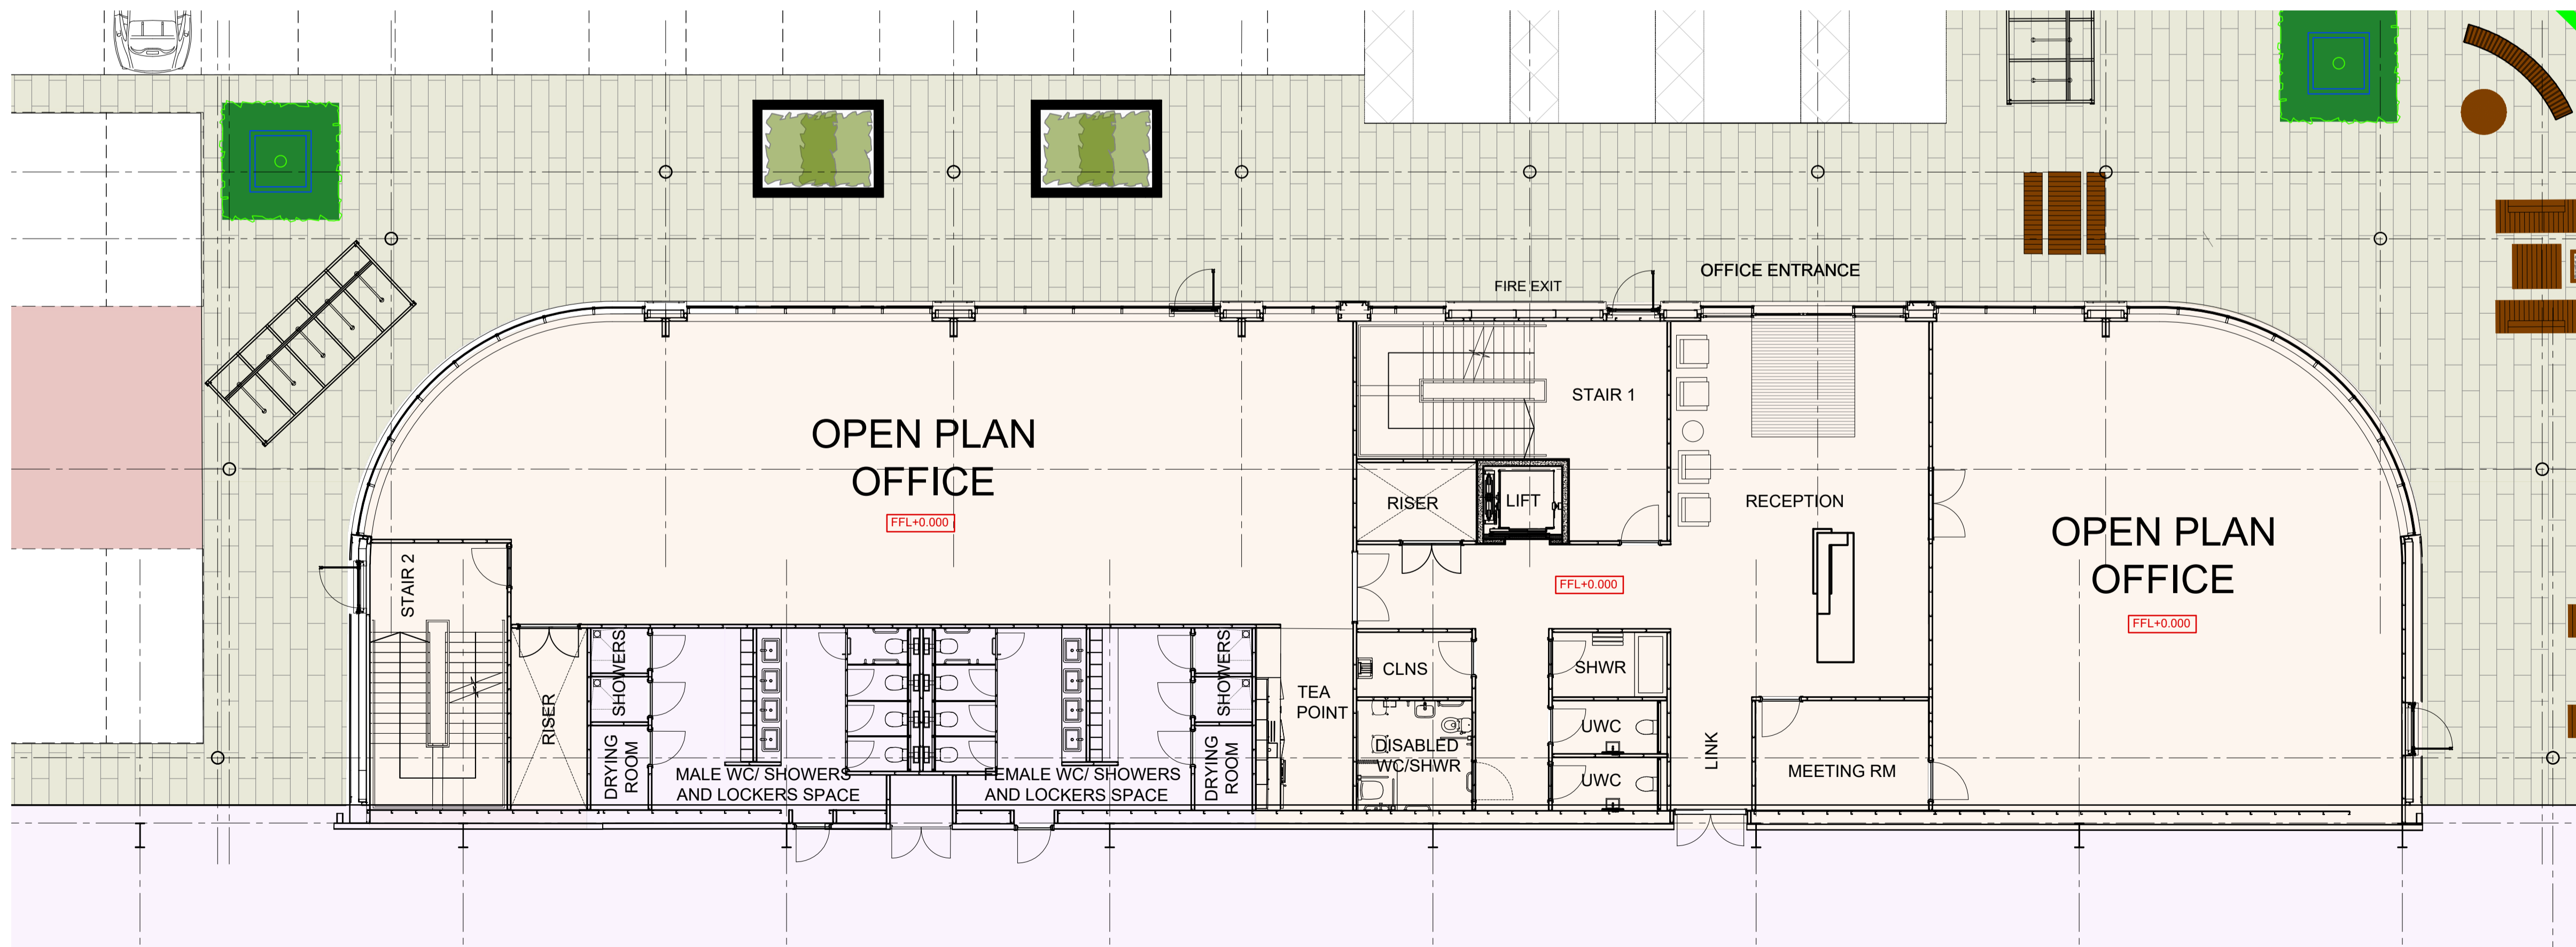 OFFICE ENTRANCE
FIRE EXIT
STAIR 1
OPEN PLAN
OFFICE
FFL+0.000
RISER
LIFT
RECEPTION
OPEN PLAN
OFFICE
FFL+0.000
FFL+0.000
STAIR 2
RISER
SHOWERS
SHOWERS
DRYING
ROOM
MALE WC/ SHOWERS
AND LOCKERS SPACE
FEMALE WC/ SHOWERS
AND LOCKERS SPACE
DRYING
ROOM
TEA
POINT
CLNS
SHWR
DISABLED
WC/SHWR
UWC
UWC
LINK
MEETING RM